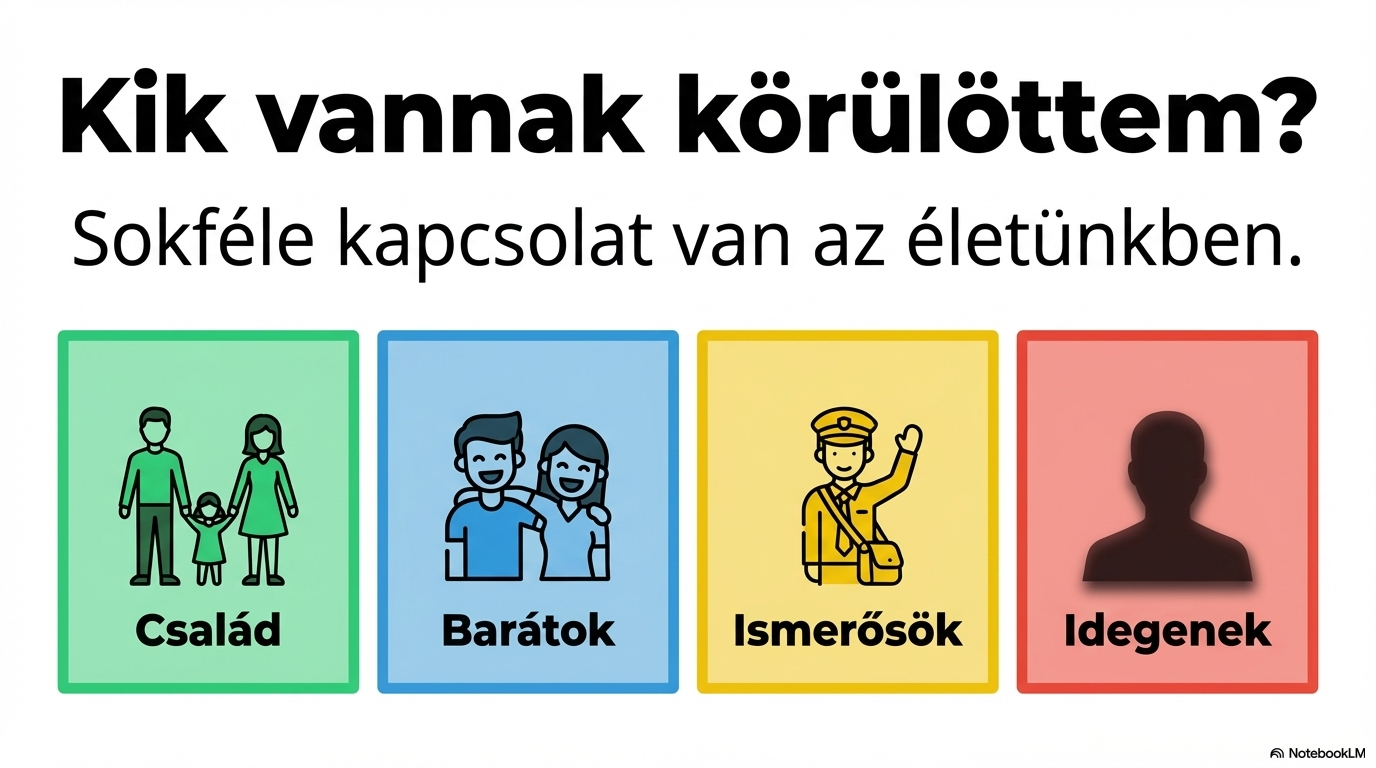 Kik vannak körülöttem?
Sokféle kapcsolat van az életünkben.
Család
Barátok
Ismerősök
Idegenek
NotebookLM